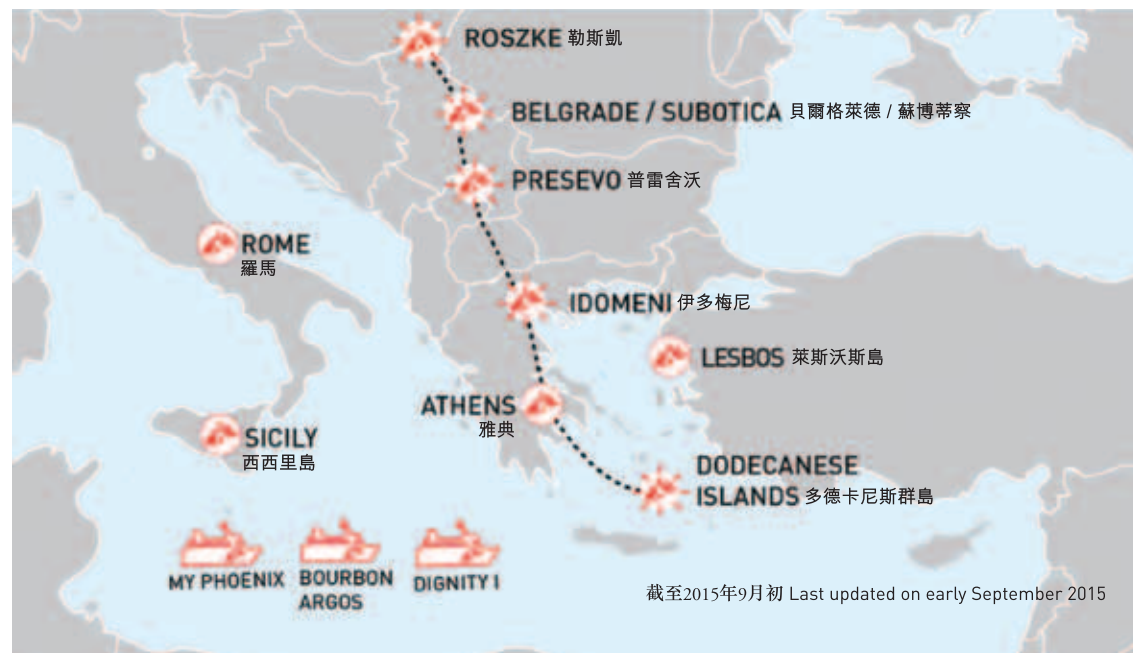 ROSZKE 勒斯凱
BELGRADE / SUBOTICA 貝爾格萊德 / 蘇博蒂察
PRESEVO 普雷舍沃
ROME
羅馬
IDOMENI 伊多梅尼
LESBOS 萊斯沃斯島
ATHENS
雅典
SICILY
西西里島
DODECANESE
ISLANDS 多德卡尼斯群島
MY PHOENIX
BOURBON
ARGOS
DIGNITY I
截至2015年9月初 Last updated on early September 2015